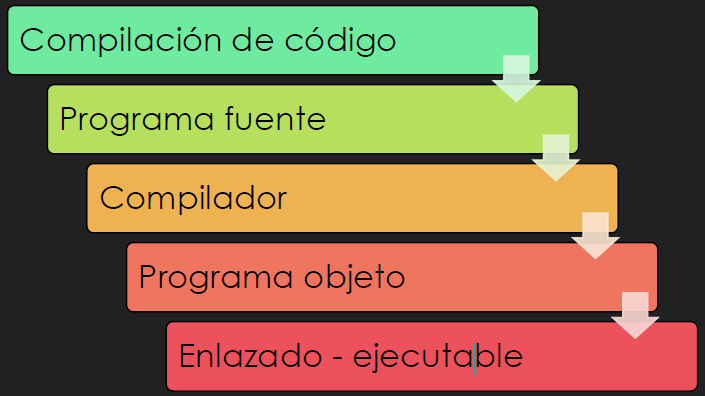 Compilación de código
Programa fuente
Compilador
Programa objeto
Enlazado - ejecutable